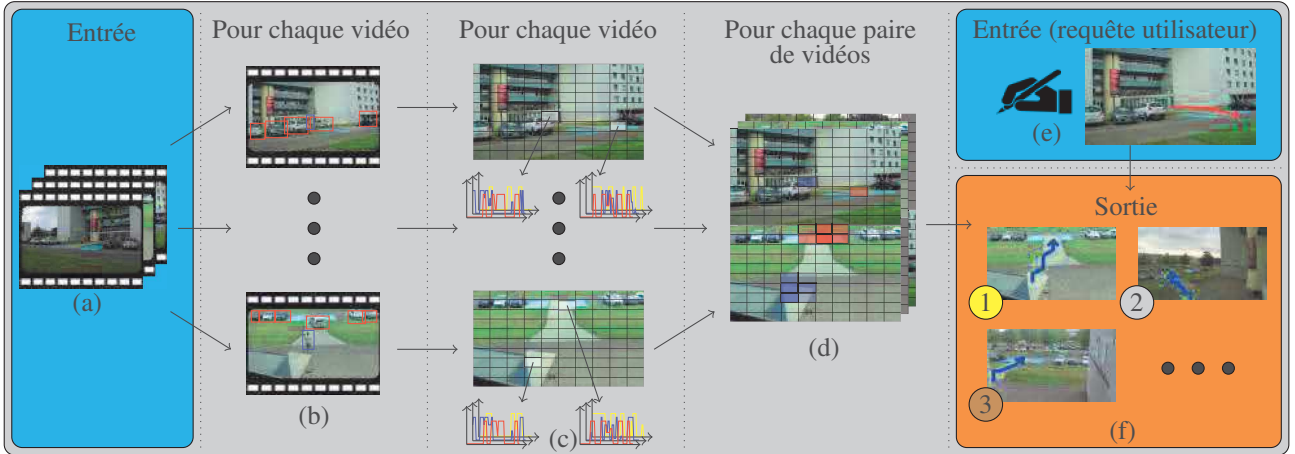 Entrée
(a)
Pour chaque vidéo
(b)
Pour chaque vidéo
(c)
Pour chaque paire
de vidéos
(d)
Entrée (requête utilisateur)
(e)
Sortie
1
2
3
(f)